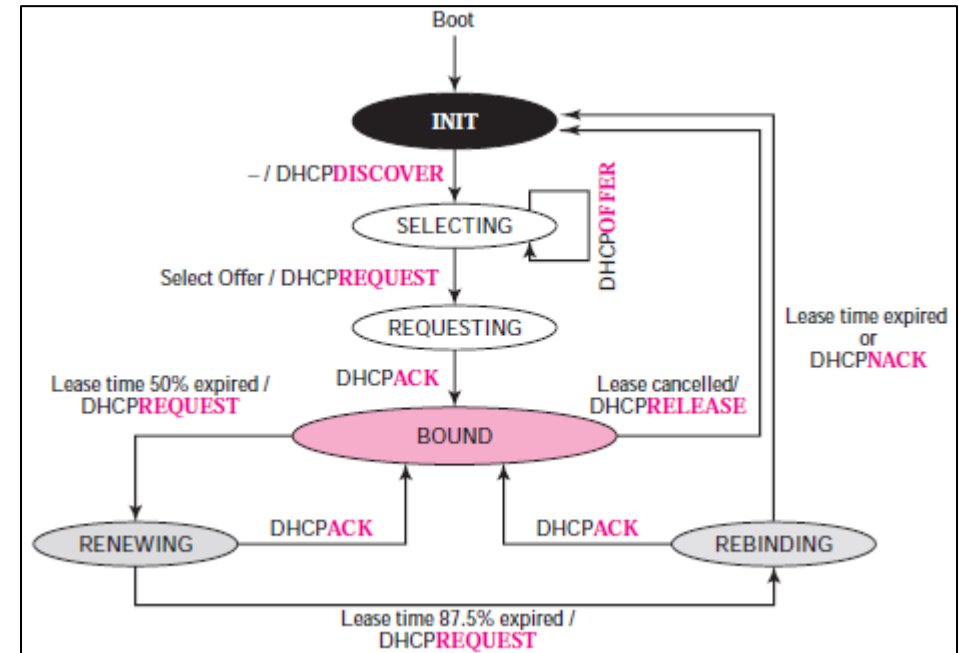 Boot
INIT
– / DHCPDISCOVER
DHCPOFFER
SELECTING
Select Offer / DHCPREQUEST
REQUESTING
Lease time expired
or
DHCPNACK
DHCPACK
Lease time 50% expired /
DHCPREQUEST
Lease cancelled/
DHCPRELEASE
BOUND
RENEWING
DHCPACK
DHCPACK
REBINDING
Lease time 87.5% expired /
DHCPREQUEST